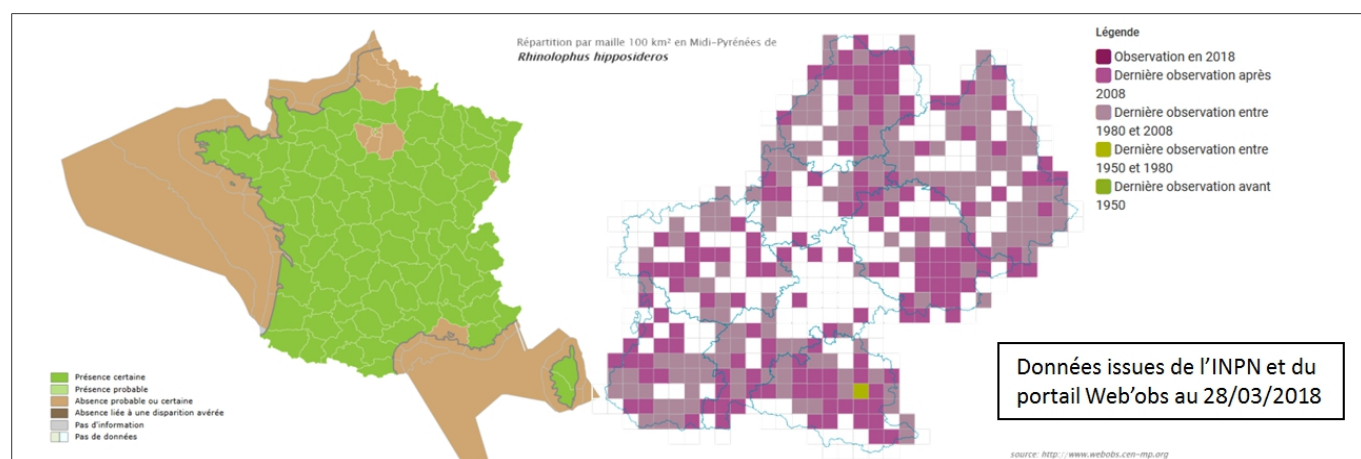 Répartition par maille 100 km² en Midi-Pyrénées de
Rhinolophus hipposideros
Légende
Observation en 2018
Dernière observation après
2008
Dernière observation entre
1980 et 2008
Dernière observation entre
1950 et 1980
Dernière observation avant
1950
Présence certaine
Présence probable
Absence probable ou certaine
Absence liée à une disparition avérée
Pas d'information
Pas de données
Données issues de l'INPN et du
portail Web'obs au 28/03/2018
source: http://www.webobs.cen-mp.org